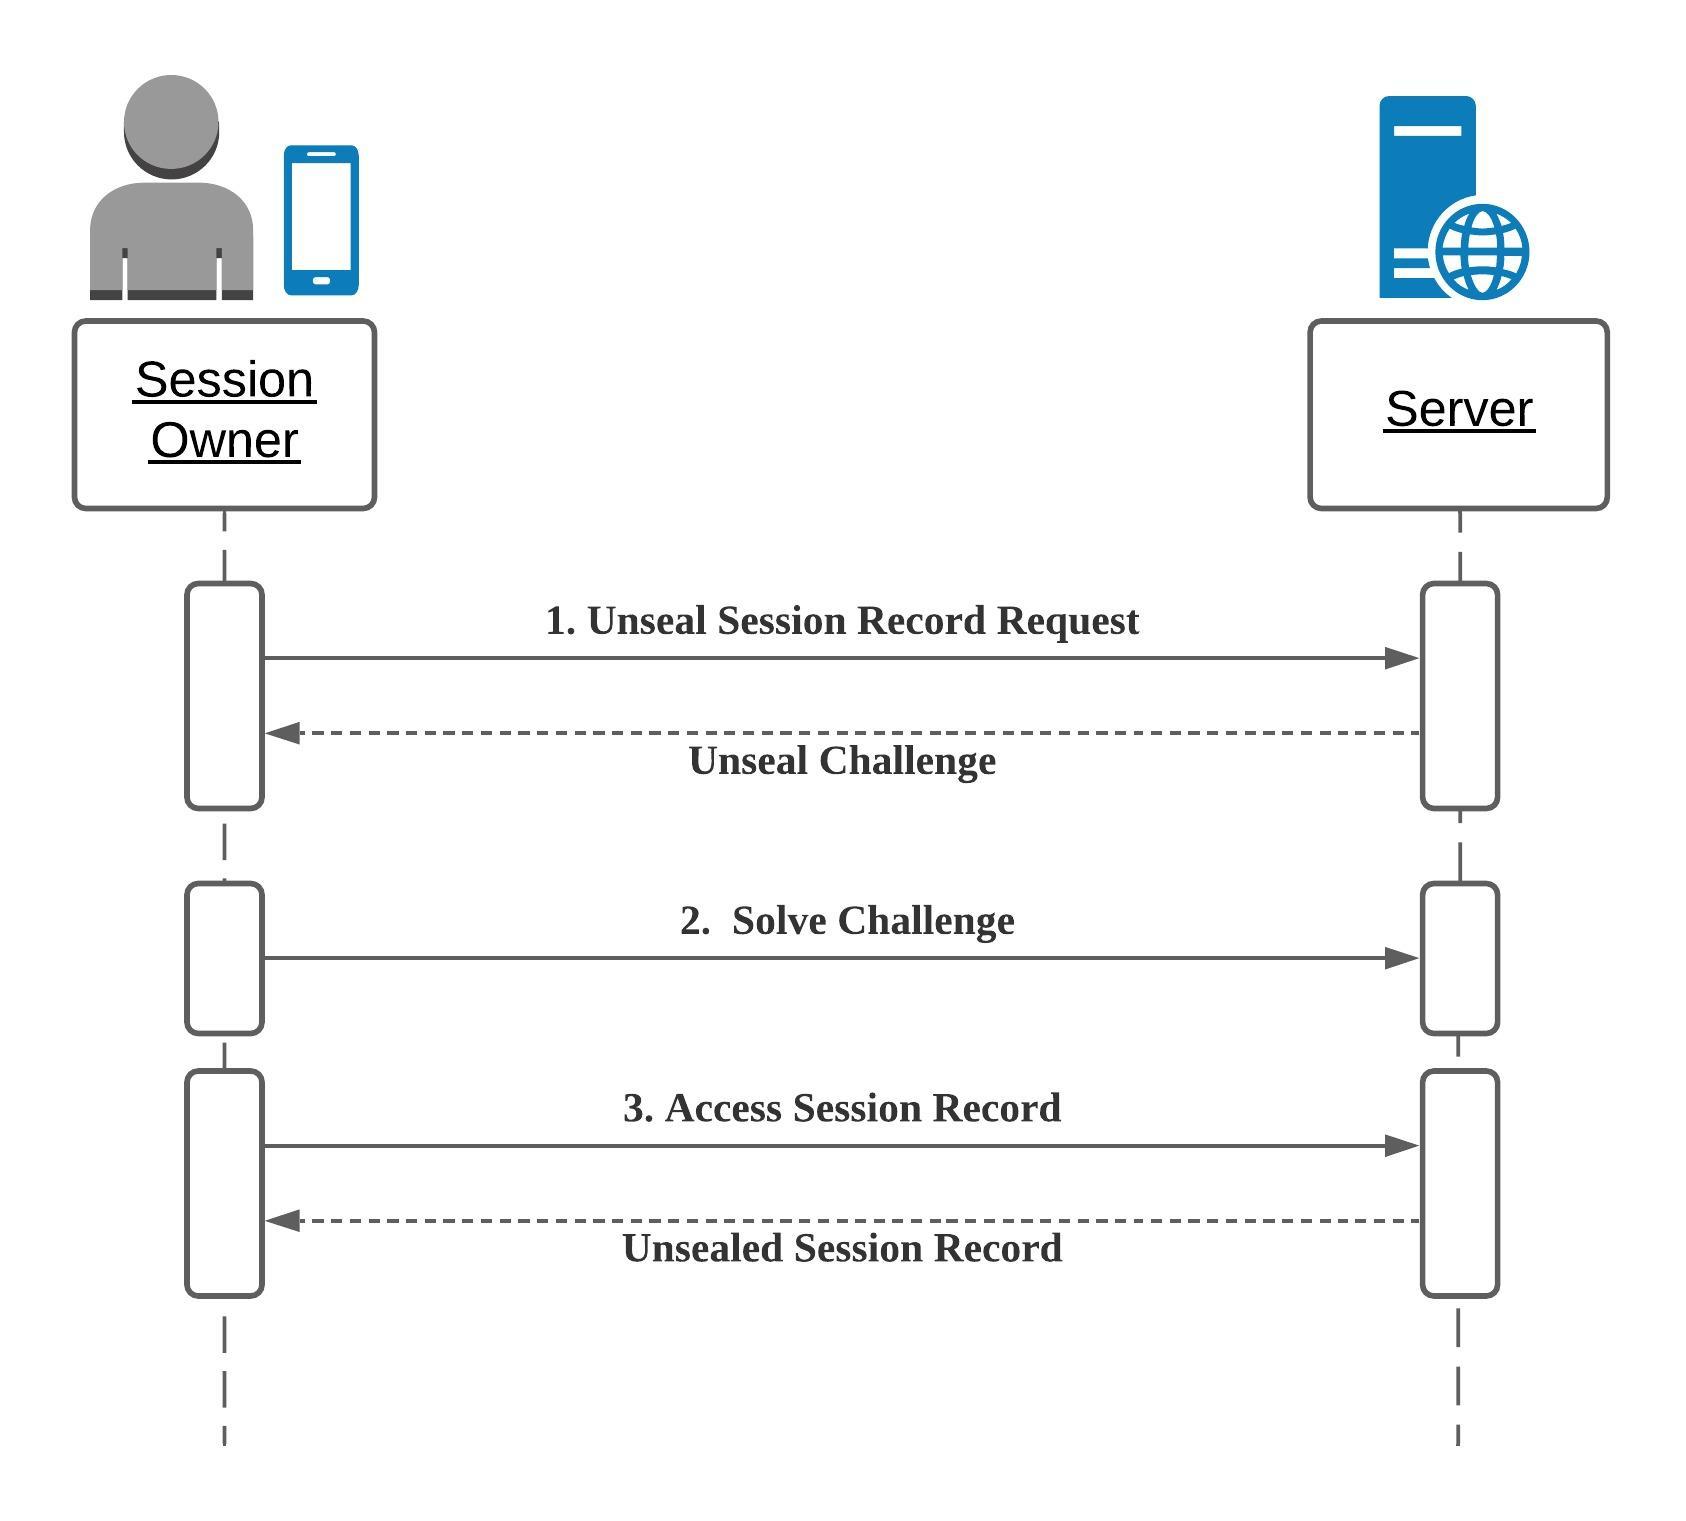 Session
Owner
Server
1. Unseal Session Record Request
Unseal Challenge
2.  Solve Challenge
3. Access Session Record
Unsealed Session Record